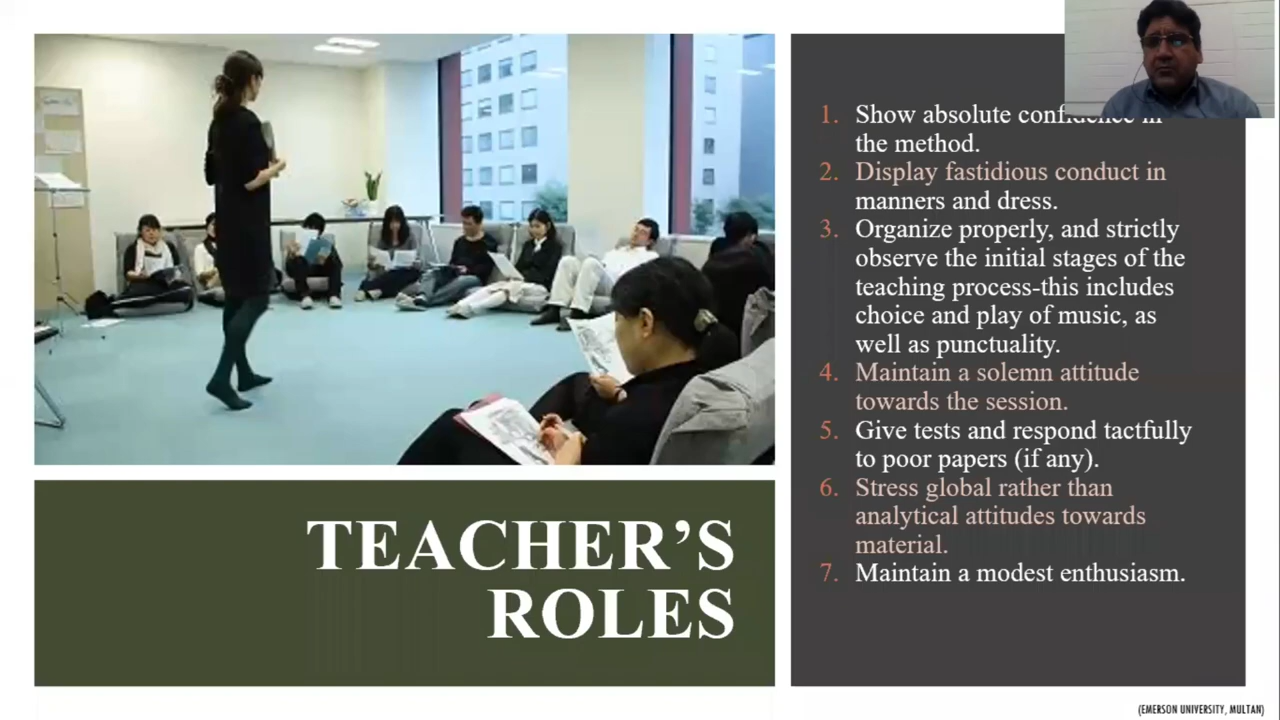 TEACHER'S
ROLES
1. Show absolute confidence in
the method.
2. Display fastidious conduct in
manners and dress.
3. Organize properly, and strictly
observe the initial stages of the
teaching process-this includes
choice and play of music, as
well as punctuality.
4. Maintain a solemn attitude
towards the session.
5. Give tests and respond tactfully
to poor papers (if any).
6. Stress global rather than
analytical attitudes towards
material.
7. Maintain a modest enthusiasm.
(EMERSON UNIVERSITY, MULTAN)